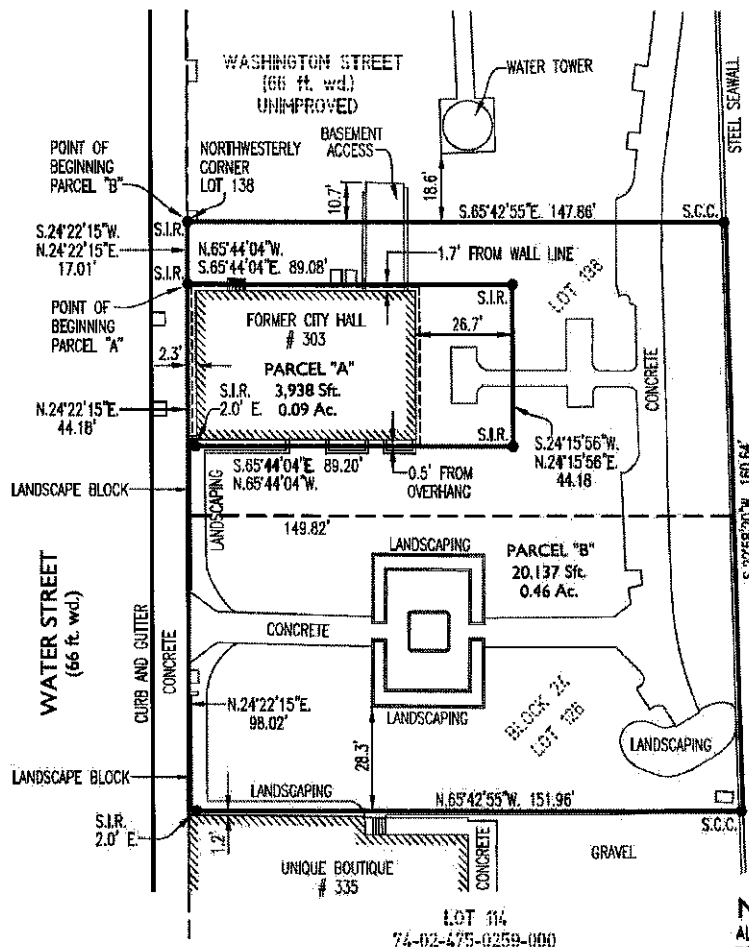 WASHINGTON STREET
(66 ft. wd.)
UNIMPROVED
WATER TOWER
STEEL SEAWALL
POINT OF
BEGINNING
PARCEL "B"
NORTHWESTERLY
CORNER
LOT 138
BASEMENT
ACCESS
10.7'
18.6'
S.65°42'55"E. 147.86'
S.C.C.
S.I.R.
S.24°22'15"W.
N.24°22'15"E.
17.01'
N.65°44'04"W.
S.65°44'04"E. 89.08'
1.7' FROM WALL LINE
S.I.R.
S.I.R.
LOT 138
POINT OF
BEGINNING
PARCEL "A"
FORMER CITY HALL
# 303
26.7'
2.3'
PARCEL "A"
3,938 Sft.
0.09 Ac.
S.I.R.
2.0' E.
CONCRETE
N.24°22'15"E.
44.18'
S.I.R.
S.24°15'56"W.
N.24°15'56"E.
44.18
S.65°44'04"E. 89.20'
N.65°44'04"W.
0.5' FROM
OVERHANG
LANDSCAPE BLOCK
LANDSCAPING
149.82'
LANDSCAPING
PARCEL "B"
20,137 Sft.
0.46 Ac.
WATER STREET
(66 ft. wd.)
CURB AND GUTTER
CONCRETE
CONCRETE
N.24°22'15"E.
98.02'
LANDSCAPING
28.3'
BLOCK 24
LOT 126
LANDSCAPING
LANDSCAPE BLOCK
LANDSCAPING
N.65°42'55"W. 151.96'
S.C.C.
S.I.R.
2.0' E.
1.2'
UNIQUE BOUTIQUE
# 335
CONCRETE
GRAVEL
LOT 114
74-02-475-0259-000